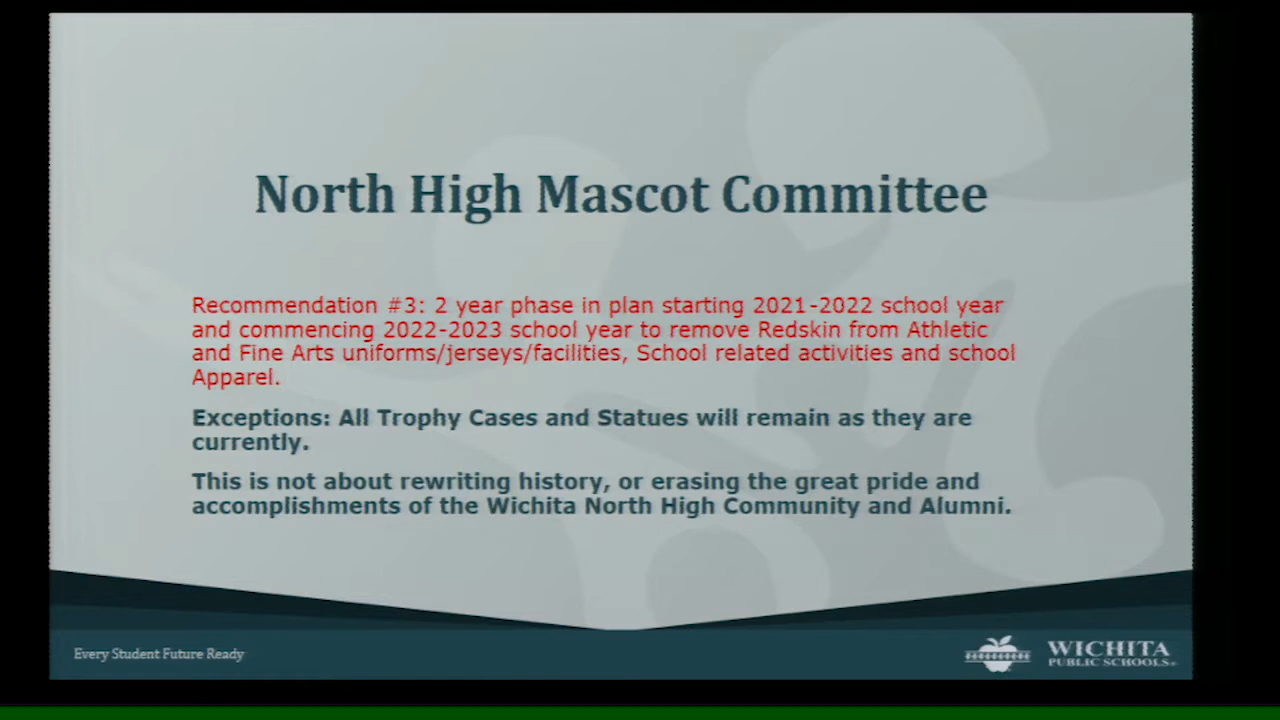 North High Mascot Committee
Recommendation #3: 2 year phase in plan starting 2021-2022 school year
and commencing 2022-2023 school year to remove Redskin from Athletic
and Fine Arts uniforms/jerseys/facilities, School related activities and school
Apparel.
Exceptions: All Trophy Cases and Statues will remain as they are
currently.
This is not about rewriting history, or erasing the great pride and
accomplishments of the Wichita North High Community and Alumni.
Every Student Future Ready
WICHITA
PUBLIC SCHOOLS